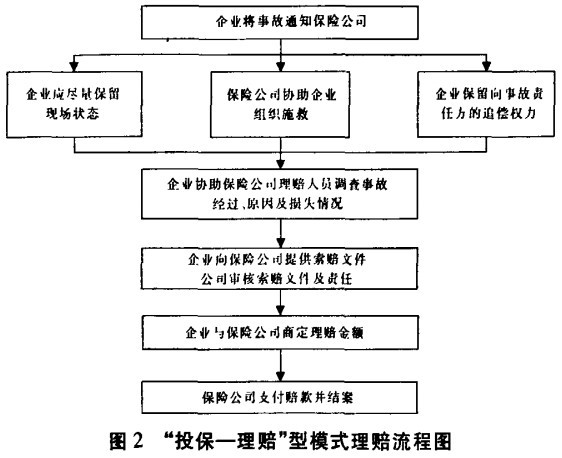 企业将事故通知保险公司
企业应尽量保留
现场状态
保险公司协助企业
组织施救
企业保留向事故责
任方的追偿权力
企业协助保险公司理赔人员调查事故
经过、原因及损失情况
企业向保险公司提供索赔文件
公司审核索赔文件及责任
企业与保险公司商定理赔金额
保险公司支付赔款并结案
图2 “投保—理赔”型模式理赔流程图